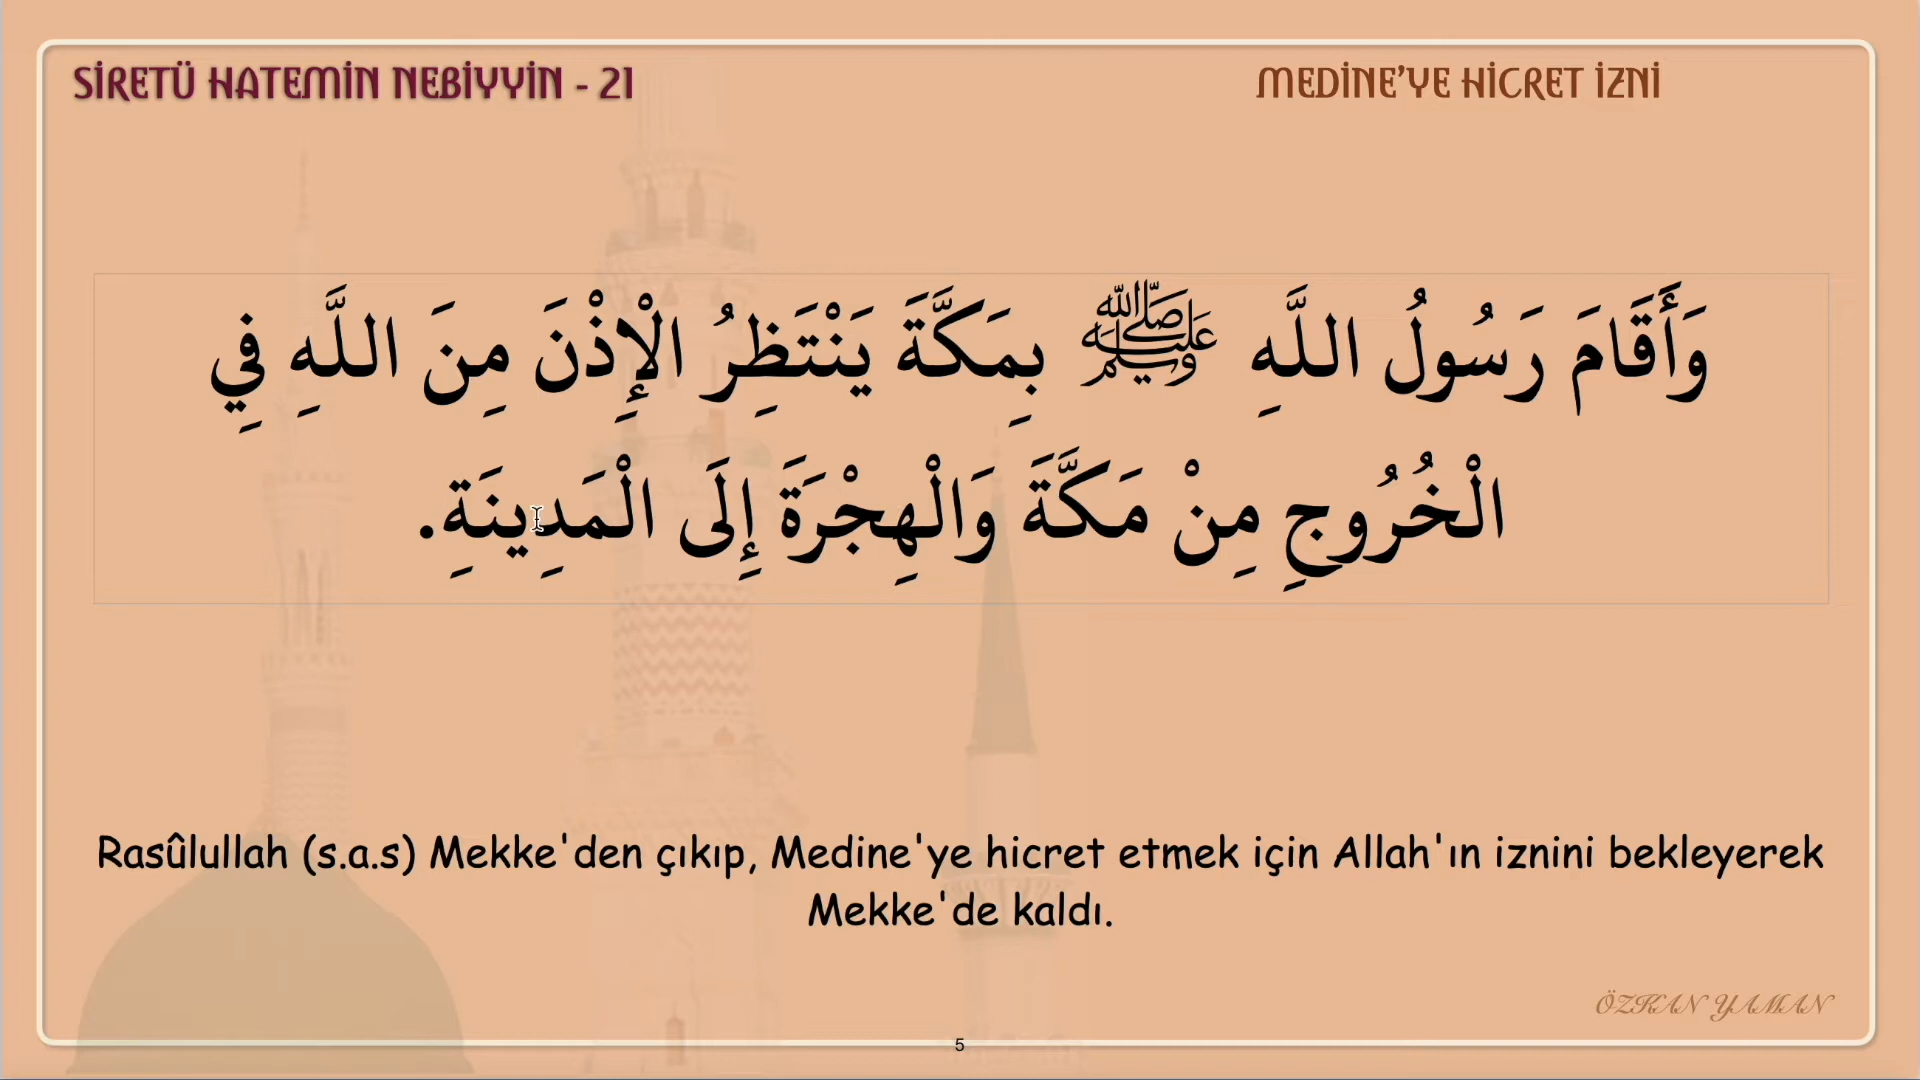 SİRETÜ HATEMİN NEBİYYİN - 21
MEDİNE'YE HİCRET İZNİ
وَأَقَامَ رَسُولُ اللَّهِ ﷺ بِمَكَّةَ يَنْتَظِرُ الْإِذْنَ مِنَ اللَّهِ فِي
الْخُرُوجِ مِنْ مَكَّةَ وَالْهِجْرَةَ إِلَى الْمَدِينَةِ.
Rasûlullah (s.a.s) Mekke'den çıkıp, Medine'ye hicret etmek için Allah'ın iznini bekleyerek
Mekke'de kaldı.
ÖZKAN YAMAN
5